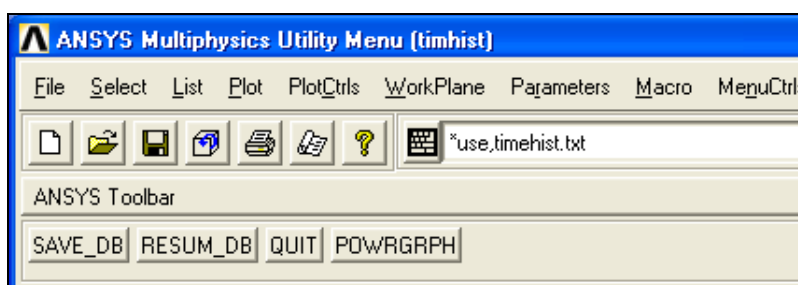 ANSYS Multiphysics Utility Menu (timhist)
File Select List Plot PlotCtrls WorkPlane Parameters Macro MenuCtrls
*use,timehist.txt
ANSYS Toolbar
SAVE_DB RESUM_DB QUIT POWRGRPH